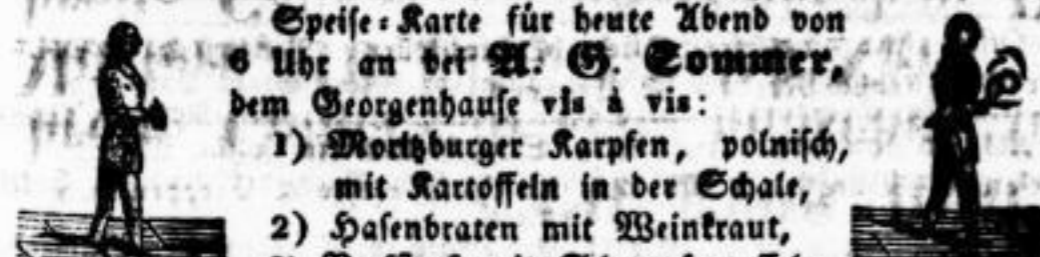 Speise-Karte für heute Abend von
6 Uhr an bei A. G. Sommer,
dem Georgenhause vis à vis:
1) Moritzburger Karpfen, polnisch,
mit Kartoffeln in der Schale,
2) Hasenbraten mit Weinkraut,